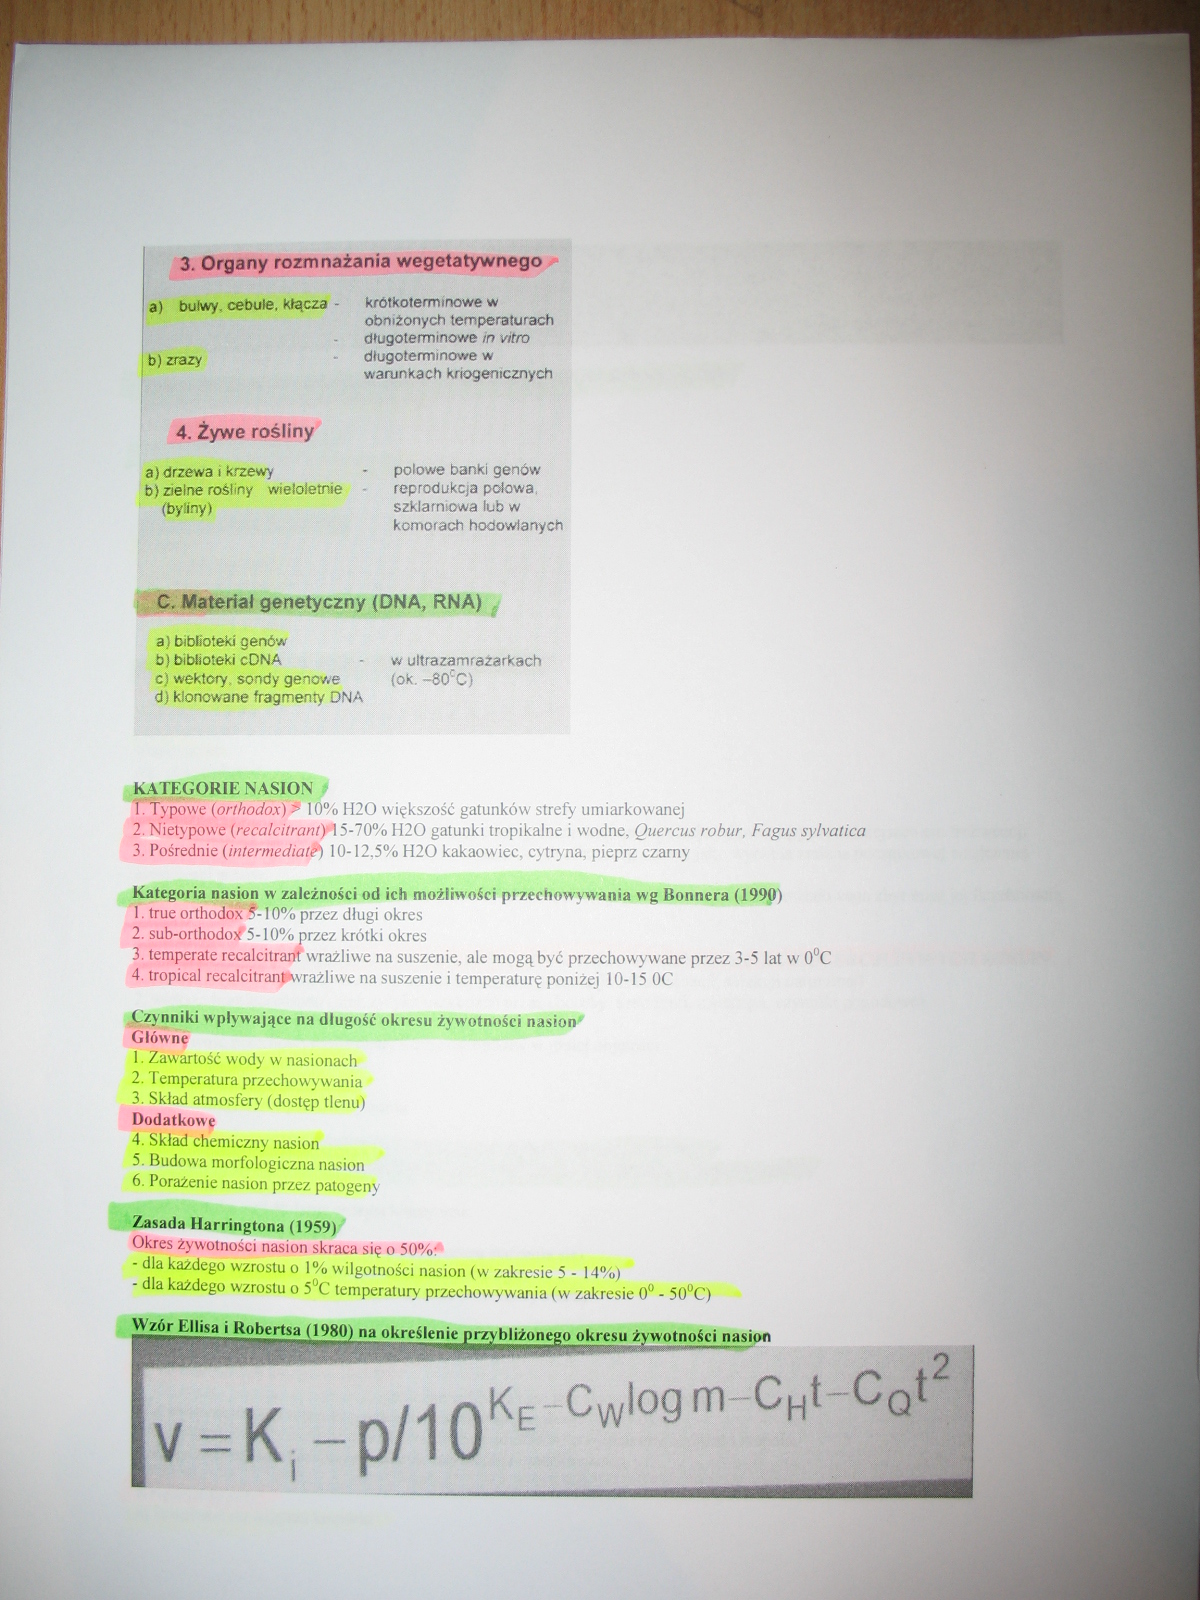 3. Organy rozmnażania wegetatywnego
a) bulwy, cebule, kłącza - krótkoterminowe w
obniżonych temperaturach
- długoterminowe in vitro
b) zrazy - długoterminowe w
warunkach kriogenicznych
4. Żywe rośliny
a) drzewa i krzewy - polowe banki genów
b) zielne rośliny wieloletnie - reprodukcja polowa,
(byliny) szklarniowa lub w
komorach hodowlanych
C. Materiał genetyczny (DNA, RNA)
a) biblioteki genów
b) biblioteki cDNA - w ultrazamrażarkach
c) wektory, sondy genowe (ok. –80°C)
d) klonowane fragmenty DNA
KATEGORIE NASION
1. Typowe (orthodox) > 10% H2O większość gatunków strefy umiarkowanej
2. Nietypowe (recalcitrant) 15-70% H2O gatunki tropikalne i wodne, Quercus robur, Fagus sylvatica
3. Pośrednie (intermediate) 10-12,5% H2O kakaowiec, cytryna, pieprz czarny
Kategoria nasion w zależności od ich możliwości przechowywania wg Bonnera (1990)
1. true orthodox 5-10% przez długi okres
2. sub-orthodox 5-10% przez krótki okres
3. temperate recalcitrant wrażliwe na suszenie, ale mogą być przechowywane przez 3-5 lat w 0⁰C
4. tropical recalcitrant wrażliwe na suszenie i temperaturę poniżej 10-15 0C
Czynniki wpływające na długość okresu żywotności nasion
Główne
1. Zawartość wody w nasionach
2. Temperatura przechowywania
3. Skład atmosfery (dostęp tlenu)
Dodatkowe
4. Skład chemiczny nasion
5. Budowa morfologiczna nasion
6. Porażenie nasion przez patogeny
Zasada Harringtona (1959)
Okres żywotności nasion skraca się o 50%:
- dla każdego wzrostu o 1% wilgotności nasion (w zakresie 5 - 14%)
- dla każdego wzrostu o 5⁰C temperatury przechowywania (w zakresie 0⁰ - 50⁰C)
Wzór Ellisa i Robertsa (1980) na określenie przybliżonego okresu żywotności nasion
v = K_i – p/10^(K_E – C_W log m – C_H t – C_Q t²)